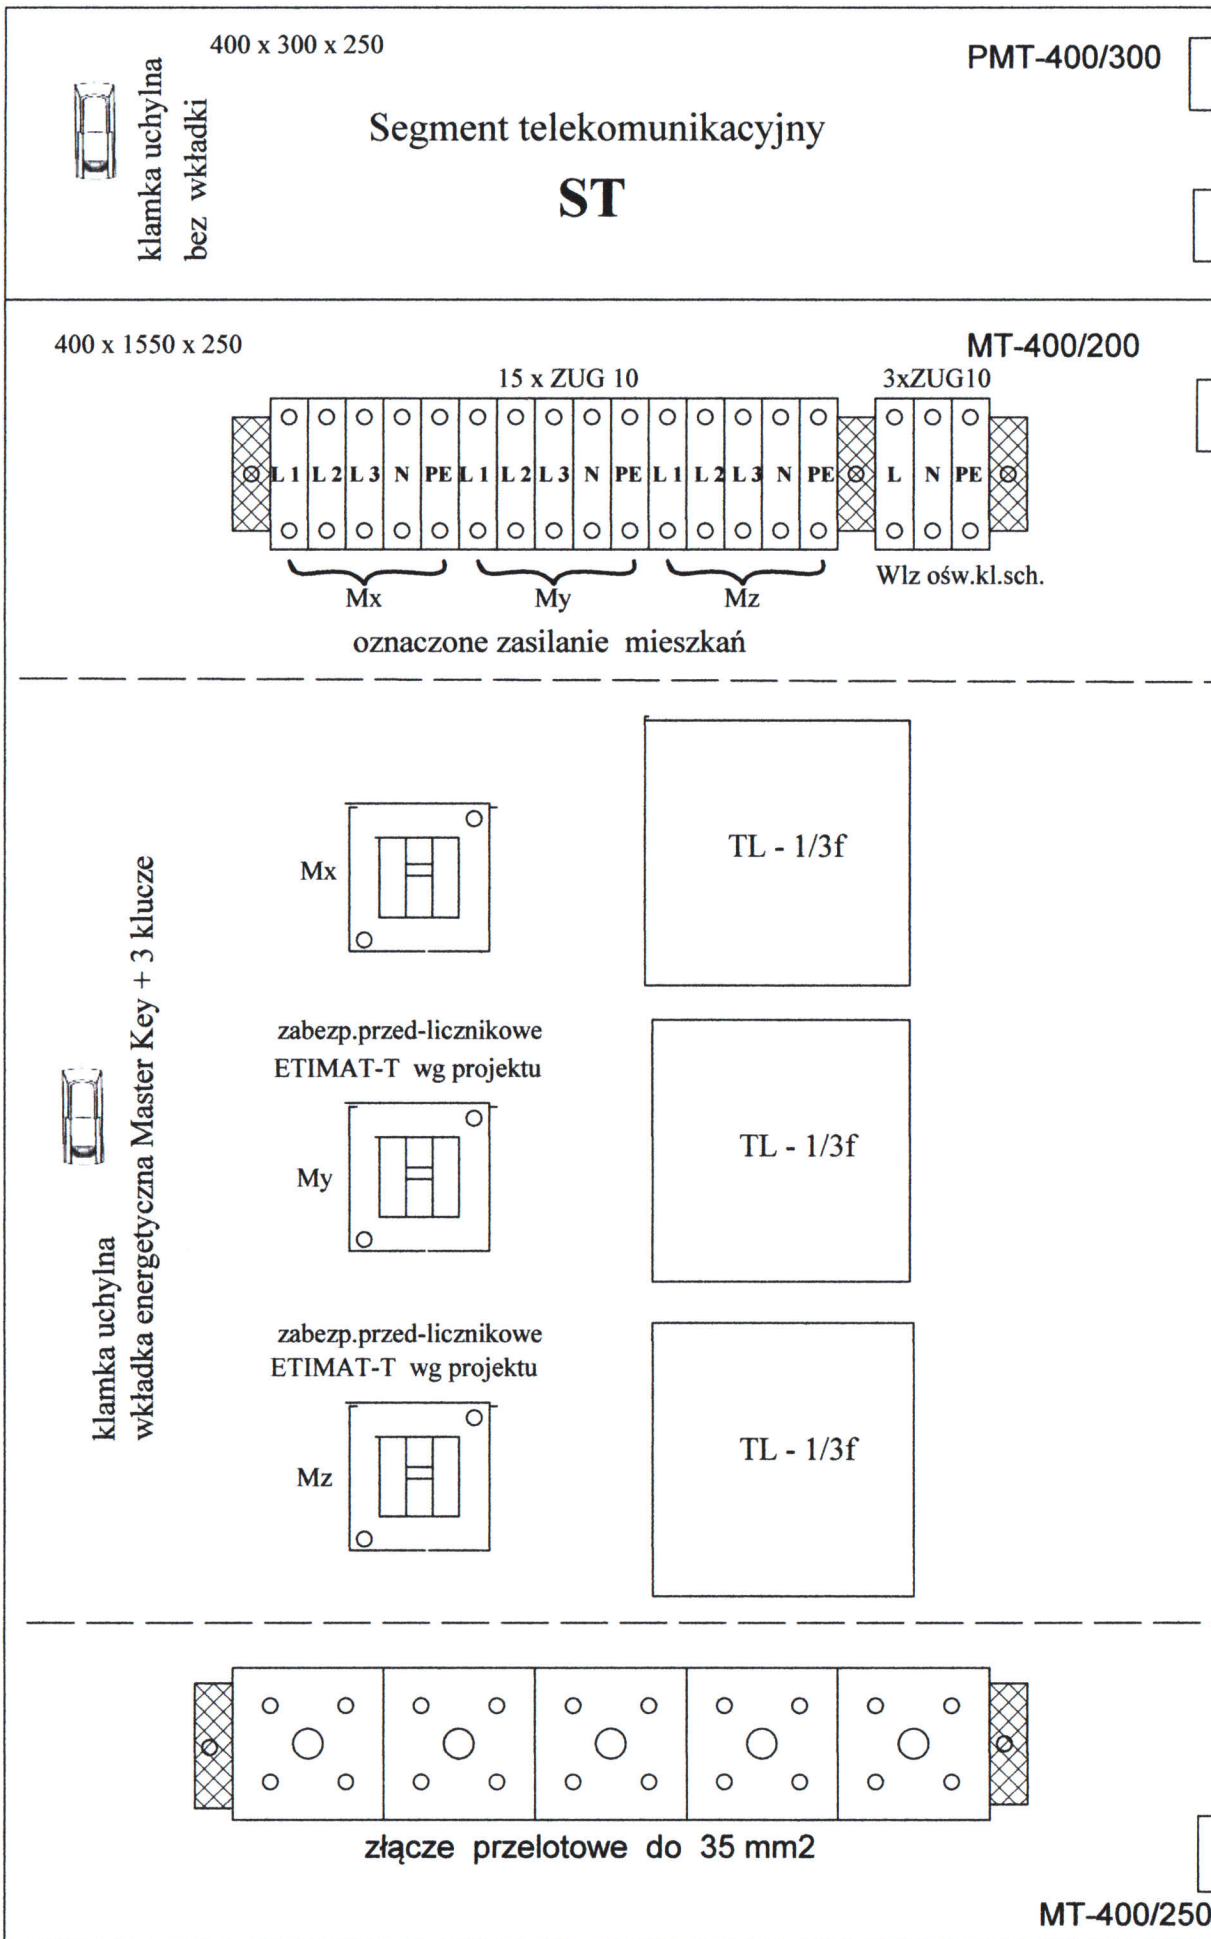 400 x 300 x 250
PMT-400/300
klamka uchylna
bez wkładki
Segment telekomunikacyjny
ST
400 x 1550 x 250
MT-400/200
15 x ZUG 10
3xZUG10
L 1 L 2 L 3 N PE L 1 L 2 L 3 N PE L 1 L 2 L 3 N PE L N PE
Mx My Mz
Wlz ośw.kl.sch.
oznaczone zasilanie mieszkań
klamka uchylna
wkładka energetyczna Master Key + 3 klucze
Mx
TL - 1/3f
zabezp.przed-licznikowe
ETIMAT-T wg projektu
My
TL - 1/3f
zabezp.przed-licznikowe
ETIMAT-T wg projektu
Mz
TL - 1/3f
złącze przelotowe do 35 mm2
MT-400/250